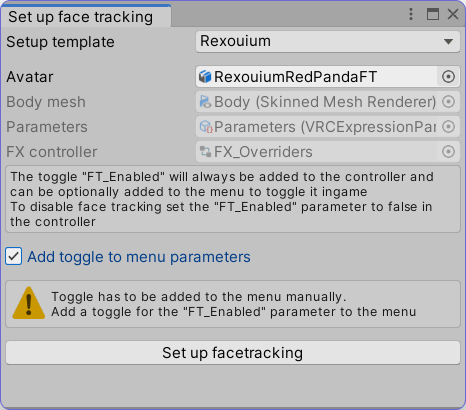 Set up face tracking
Setup template Rexouium
Avatar RexouiumRedPandaFT
Body mesh Body (Skinned Mesh Renderer)
Parameters Parameters (VRCExpressionPar
FX controller FX_Overriders
The toggle "FT_Enabled" will always be added to the controller and
can be optionally added to the menu to toggle it ingame
To disable face tracking set the "FT_Enabled" parameter to false in
the controller
Add toggle to menu parameters
Toggle has to be added to the menu manually.
Add a toggle for the "FT_Enabled" parameter to the menu
Set up facetracking